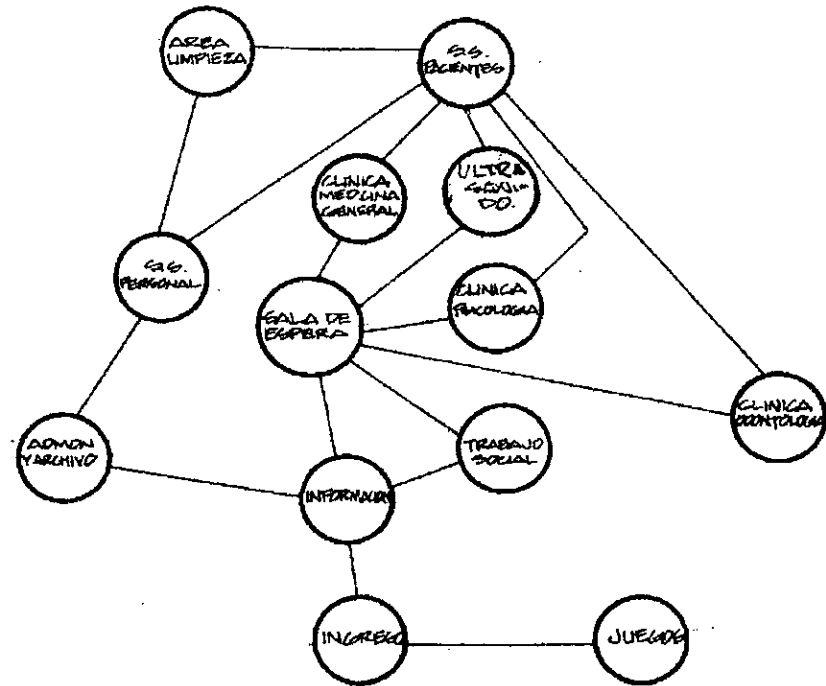 AREA
LIMPIEZA
S.S.
PACIENTES
CLINICA
MEDICINA
GENERAL
ULTRA
SONI-
DO.
S.S.
PERSONAL
CLINICA
PSICOLOGIA
SALA DE
ESPERA
CLINICA
ODONTOLOGIA
ADMON
Y ARCHIVO
TRABAJO
SOCIAL
INFORMACION
INGRESO
JUEGOS